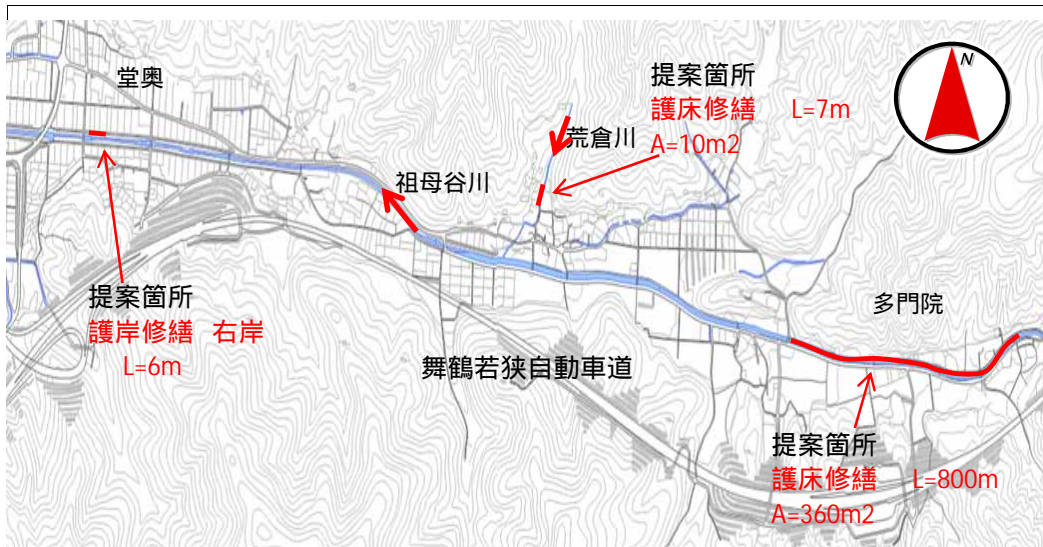 堂奥
提案箇所
護床修繕 L=7m
A=10m2
荒倉川
N
祖母谷川
提案箇所
護岸修繕 右岸
L=6m
舞鶴若狭自動車道
多門院
提案箇所
護床修繕 L=800m
A=360m2